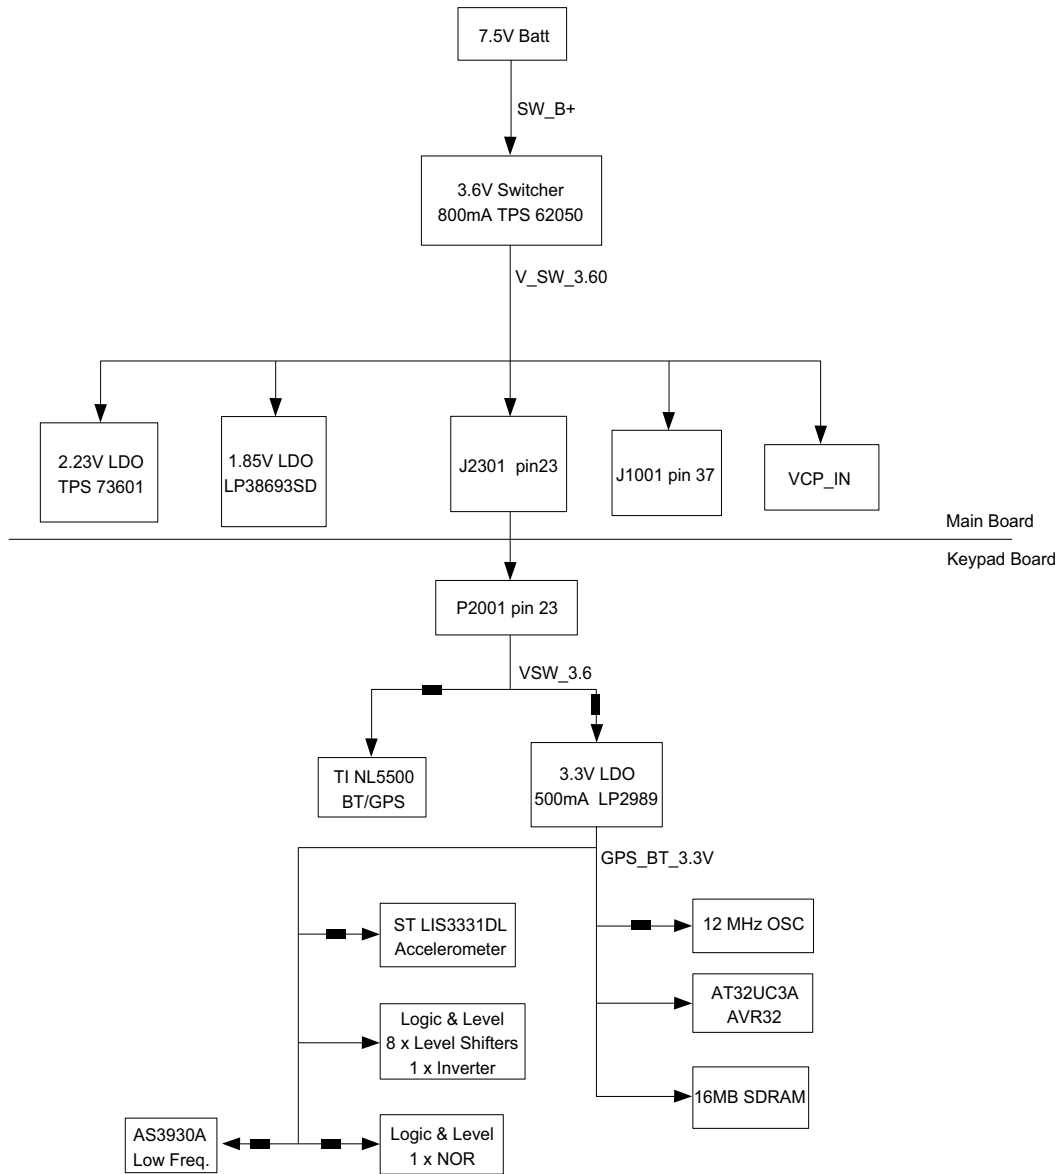 7.5V Batt
SW_B+
3.6V Switcher
800mA TPS 62050
V_SW_3.60
2.23V LDO
TPS 73601
1.85V LDO
LP38693SD
J2301  pin23
J1001 pin 37
VCP_IN
Main Board
Keypad Board
P2001 pin 23
VSW_3.6
TI NL5500
BT/GPS
3.3V LDO
500mA  LP2989
GPS_BT_3.3V
ST LIS3331DL
Accelerometer
12 MHz OSC
Logic & Level
8 x Level Shifters
1 x Inverter
AT32UC3A
AVR32
16MB SDRAM
AS3930A
Low Freq.
Logic & Level
1 x NOR